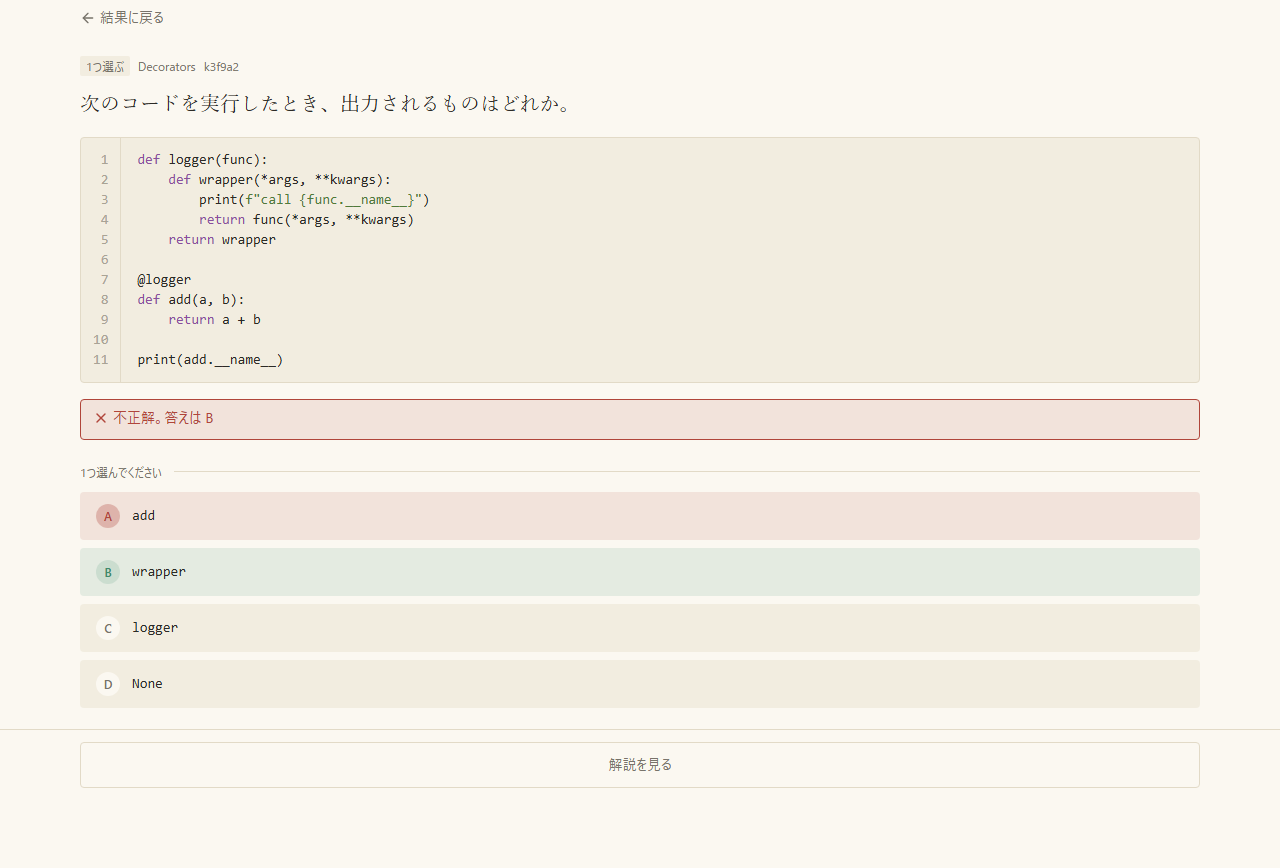 ← 結果に戻る
1つ選ぶ Decorators k3f9a2
次のコードを実行したとき、出力されるものはどれか。
1 def logger(func):
2     def wrapper(*args, **kwargs):
3         print(f"call {func.__name__}")
4         return func(*args, **kwargs)
5     return wrapper
6
7 @logger
8 def add(a, b):
9     return a + b
10
11 print(add.__name__)
× 不正解。答えは B
1つ選んでください
A add
B wrapper
C logger
D None
解説を見る